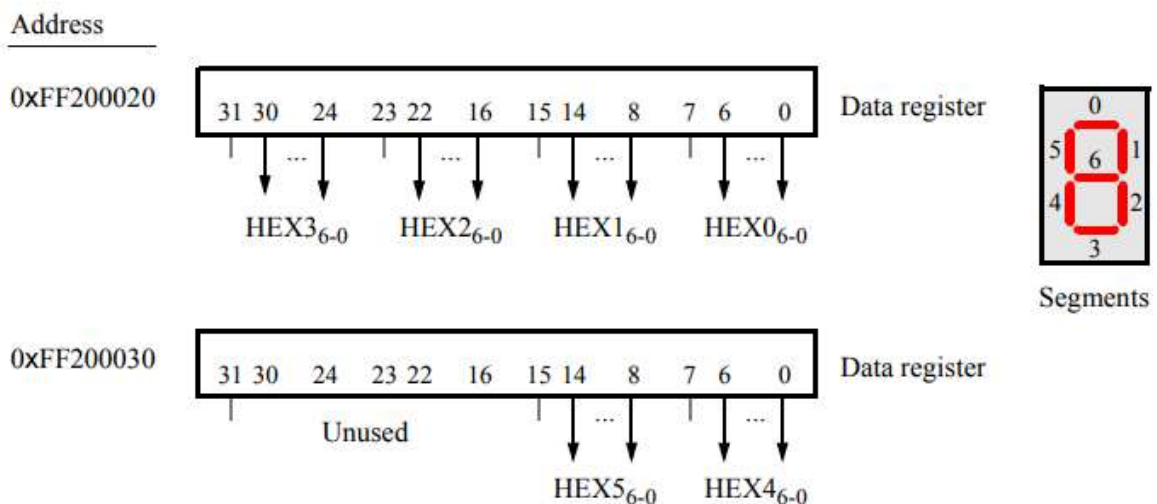 Address
0xFF200020
31 30 24 23 22 16 15 14 8 7 6 0
Data register
... ... ... ...
HEX3₆₋₀ HEX2₆₋₀ HEX1₆₋₀ HEX0₆₋₀
0
5 6 1
4 2
3
Segments
0xFF200030
31 30 24 23 22 16 15 14 8 7 6 0
Data register
... ...
Unused
HEX5₆₋₀ HEX4₆₋₀